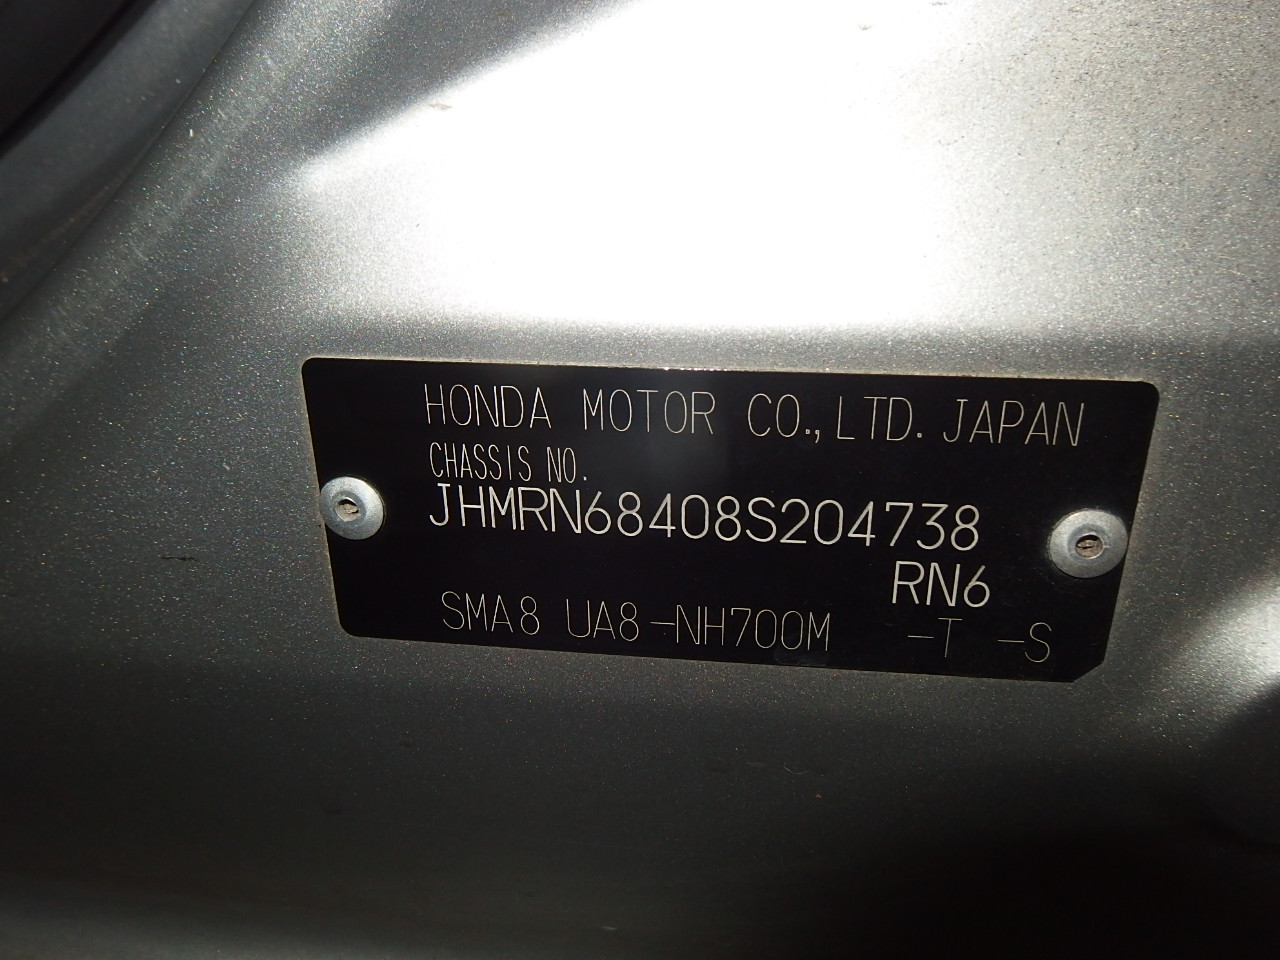 HONDA MOTOR CO., LTD. JAPAN
CHASSIS NO.
JHMRN68408S204738
RN6
SMA8 UA8-NH700M -T -S